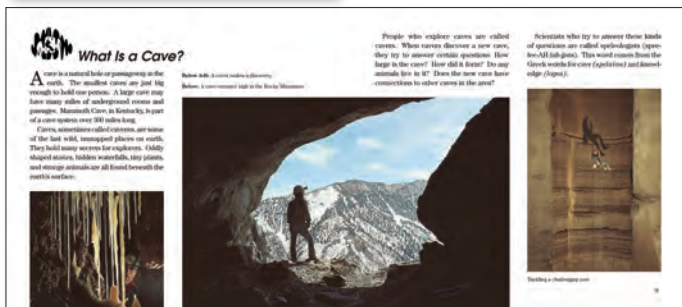 What Is a Cave?
A cave is a natural hole or passageway in the
earth. The smallest caves are just big
enough to hold one person. A large cave may
have many miles of underground rooms and
passages. Mammoth Cave, in Kentucky, is part
of a cave system over 300 miles long.
Caves, sometimes called caverns, are some
of the last wild, unmapped places on earth.
They hold many secrets for explorers. Oddly
shaped stones, hidden waterfalls, tiny plants,
and strange animals are all found beneath the
earth's surface.
Below left: A caver makes a discovery.
Below: A cave entrance high in the Rocky Mountains
People who explore caves are called
cavers. When cavers discover a new cave,
they try to answer certain questions. How
large is the cave? How did it form? Do any
animals live in it? Does the new cave have
connections to other caves in the area?
Scientists who try to answer these kinds
of questions are called speleologists (spee-
lee-AH-luh-jists). This word comes from the
Greek words for cave (spelaion) and knowl-
edge (logos).